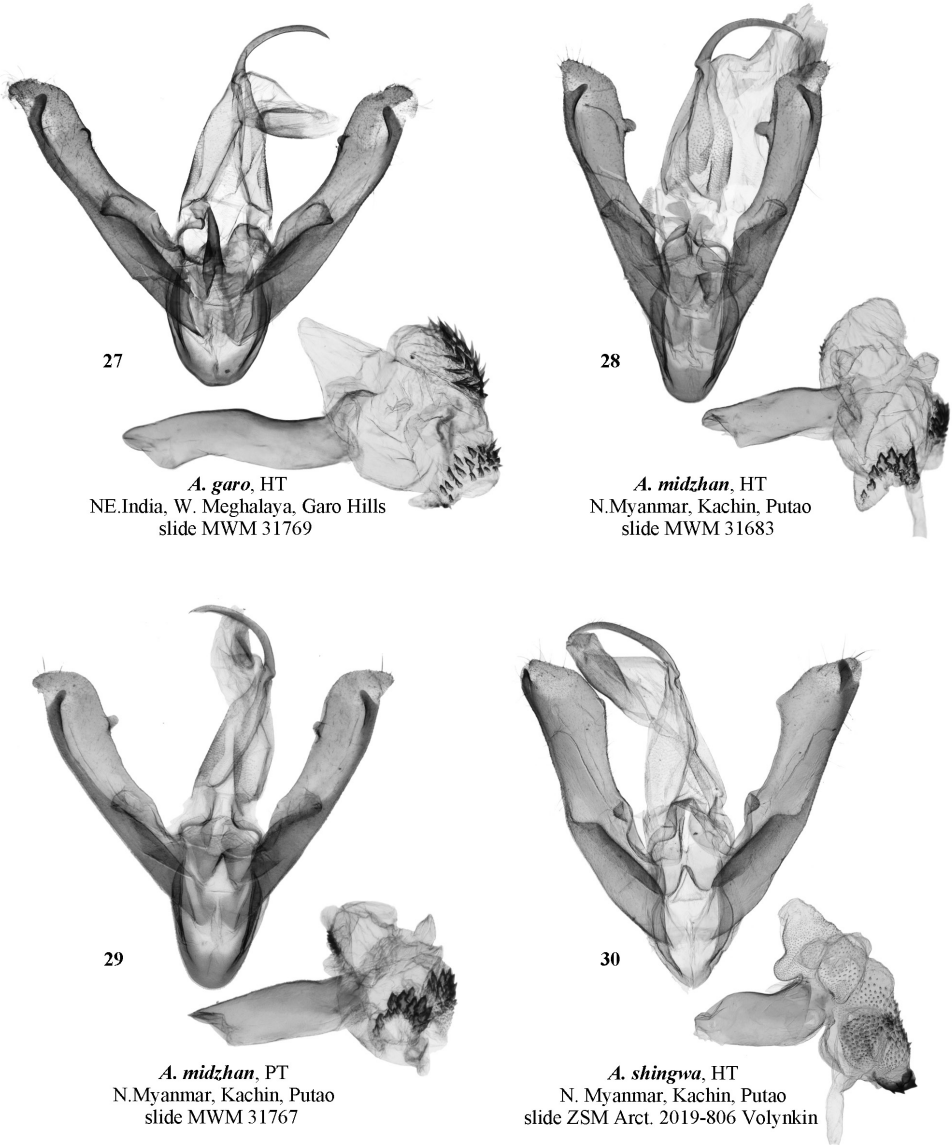 27
A. garo, HT
NE.India, W. Meghalaya, Garo Hills
slide MWM 31769
28
A. midzhan, HT
N.Myanmar, Kachin, Putao
slide MWM 31683
29
A. midzhan, PT
N.Myanmar, Kachin, Putao
slide MWM 31767
30
A. shingwa, HT
N. Myanmar, Kachin, Putao
slide ZSM Arct. 2019-806 Volynkin